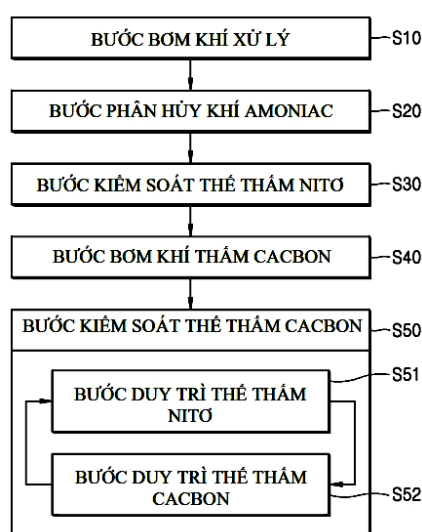 BƯỚC BƠM KHÍ XỬ LÝ
S10
BƯỚC PHÂN HỦY KHÍ AMONIAC
S20
BƯỚC KIỂM SOÁT THẾ THẤM NITƠ
S30
BƯỚC BƠM KHÍ THẤM CACBON
S40
BƯỚC KIỂM SOÁT THẾ THẤM CACBON
S50
BƯỚC DUY TRÌ THẾ THẤM
NITƠ
S51
BƯỚC DUY TRÌ THẾ THẤM
CACBON
S52